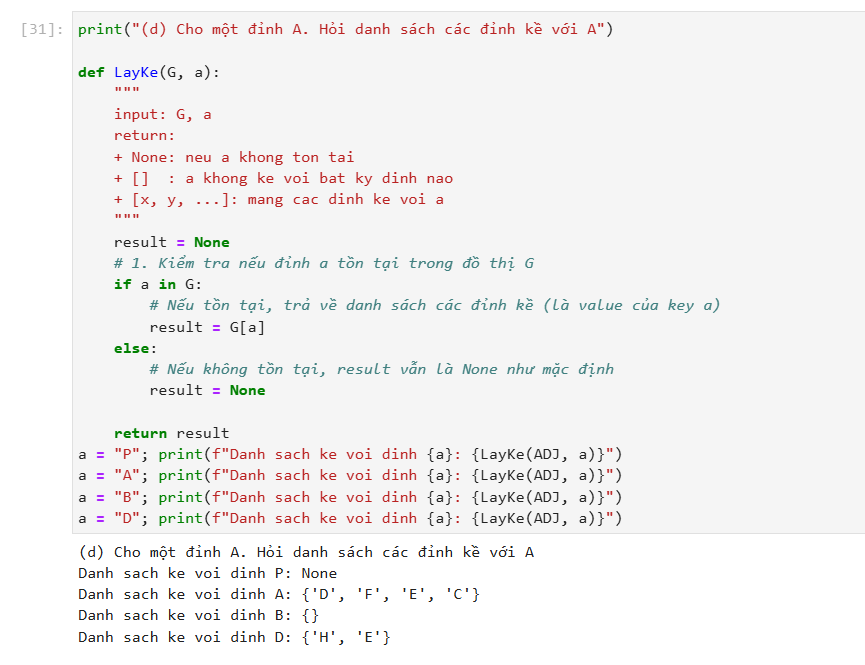 [31]: print("(d) Cho một đỉnh A. Hỏi danh sách các đỉnh kề với A")
def LayKe(G, a):
"""
input: G, a
return:
+ None: neu a khong ton tai
+ []  : a khong ke voi bat ky dinh nao
+ [x, y, ...]: mang cac dinh ke voi a
"""
result = None
# 1. Kiểm tra nếu đỉnh a tồn tại trong đồ thị G
if a in G:
# Nếu tồn tại, trả về danh sách các đỉnh kề (là value của key a)
result = G[a]
else:
# Nếu không tồn tại, result vẫn là None như mặc định
result = None
return result
a = "P"; print(f"Danh sach ke voi dinh {a}: {LayKe(ADJ, a)}")
a = "A"; print(f"Danh sach ke voi dinh {a}: {LayKe(ADJ, a)}")
a = "B"; print(f"Danh sach ke voi dinh {a}: {LayKe(ADJ, a)}")
a = "D"; print(f"Danh sach ke voi dinh {a}: {LayKe(ADJ, a)}")
(d) Cho một đỉnh A. Hỏi danh sách các đỉnh kề với A
Danh sach ke voi dinh P: None
Danh sach ke voi dinh A: {'D', 'F', 'E', 'C'}
Danh sach ke voi dinh B: {}
Danh sach ke voi dinh D: {'H', 'E'}